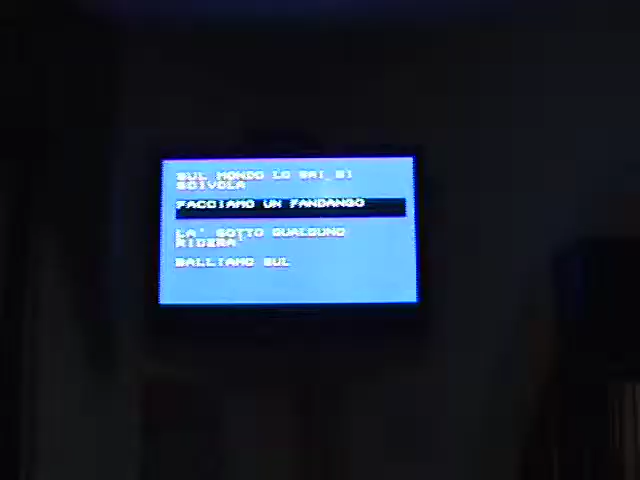 SUL MONDO LO SAI SI
SCIVOLA
FACCIAMO UN FANDANGO
LA' SOTTO QUALCUNO
RIDERA'
BALLIAMO SUL